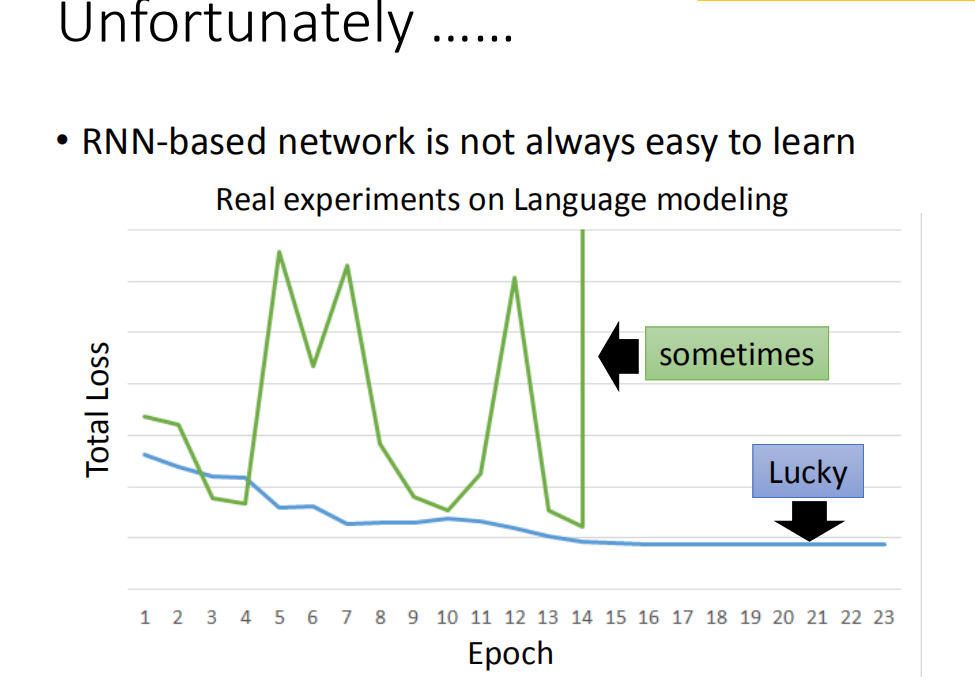 Unfortunately ……
• RNN-based network is not always easy to learn
Real experiments on Language modeling
Total Loss
sometimes
Lucky
1 2 3 4 5 6 7 8 9 10 11 12 13 14 15 16 17 18 19 20 21 22 23
Epoch